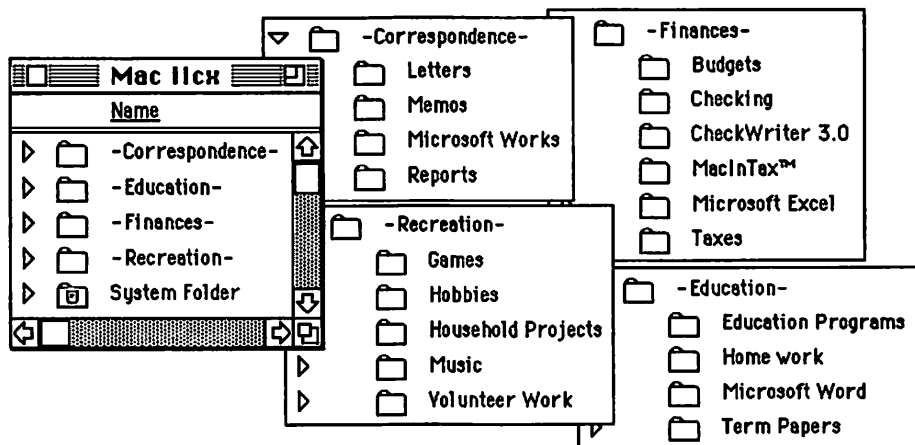 Mac IIcx
Name
-Correspondence-
-Education-
-Finances-
-Recreation-
System Folder
-Correspondence-
Letters
Memos
Microsoft Works
Reports
-Finances-
Budgets
Checking
CheckWriter 3.0
MacInTax™
Microsoft Excel
Taxes
-Recreation-
Games
Hobbies
Household Projects
Music
Volunteer Work
-Education-
Education Programs
Home work
Microsoft Word
Term Papers